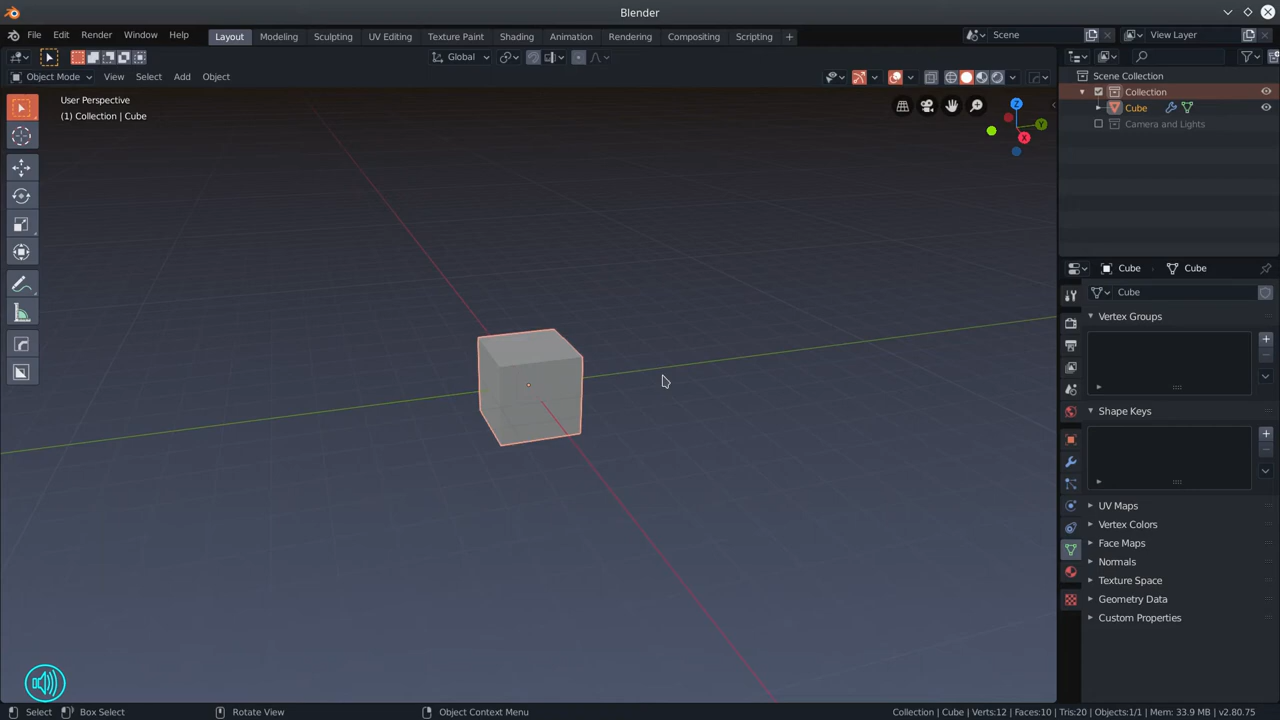 Blender
File Edit Render Window Help
Layout Modeling Sculpting UV Editing Texture Paint Shading Animation Rendering Compositing Scripting +
Scene
View Layer
Global
Object Mode View Select Add Object
User Perspective
(1) Collection | Cube
Z
Y
X
Scene Collection
Collection
Cube
Camera and Lights
Cube Cube
Cube
Vertex Groups
Shape Keys
UV Maps
Vertex Colors
Face Maps
Normals
Texture Space
Geometry Data
Custom Properties
Select Box Select Rotate View Object Context Menu
Collection | Cube | Verts:12 | Faces:10 | Tris:20 | Objects:1/1 | Mem: 33.9 MB | v2.80.75